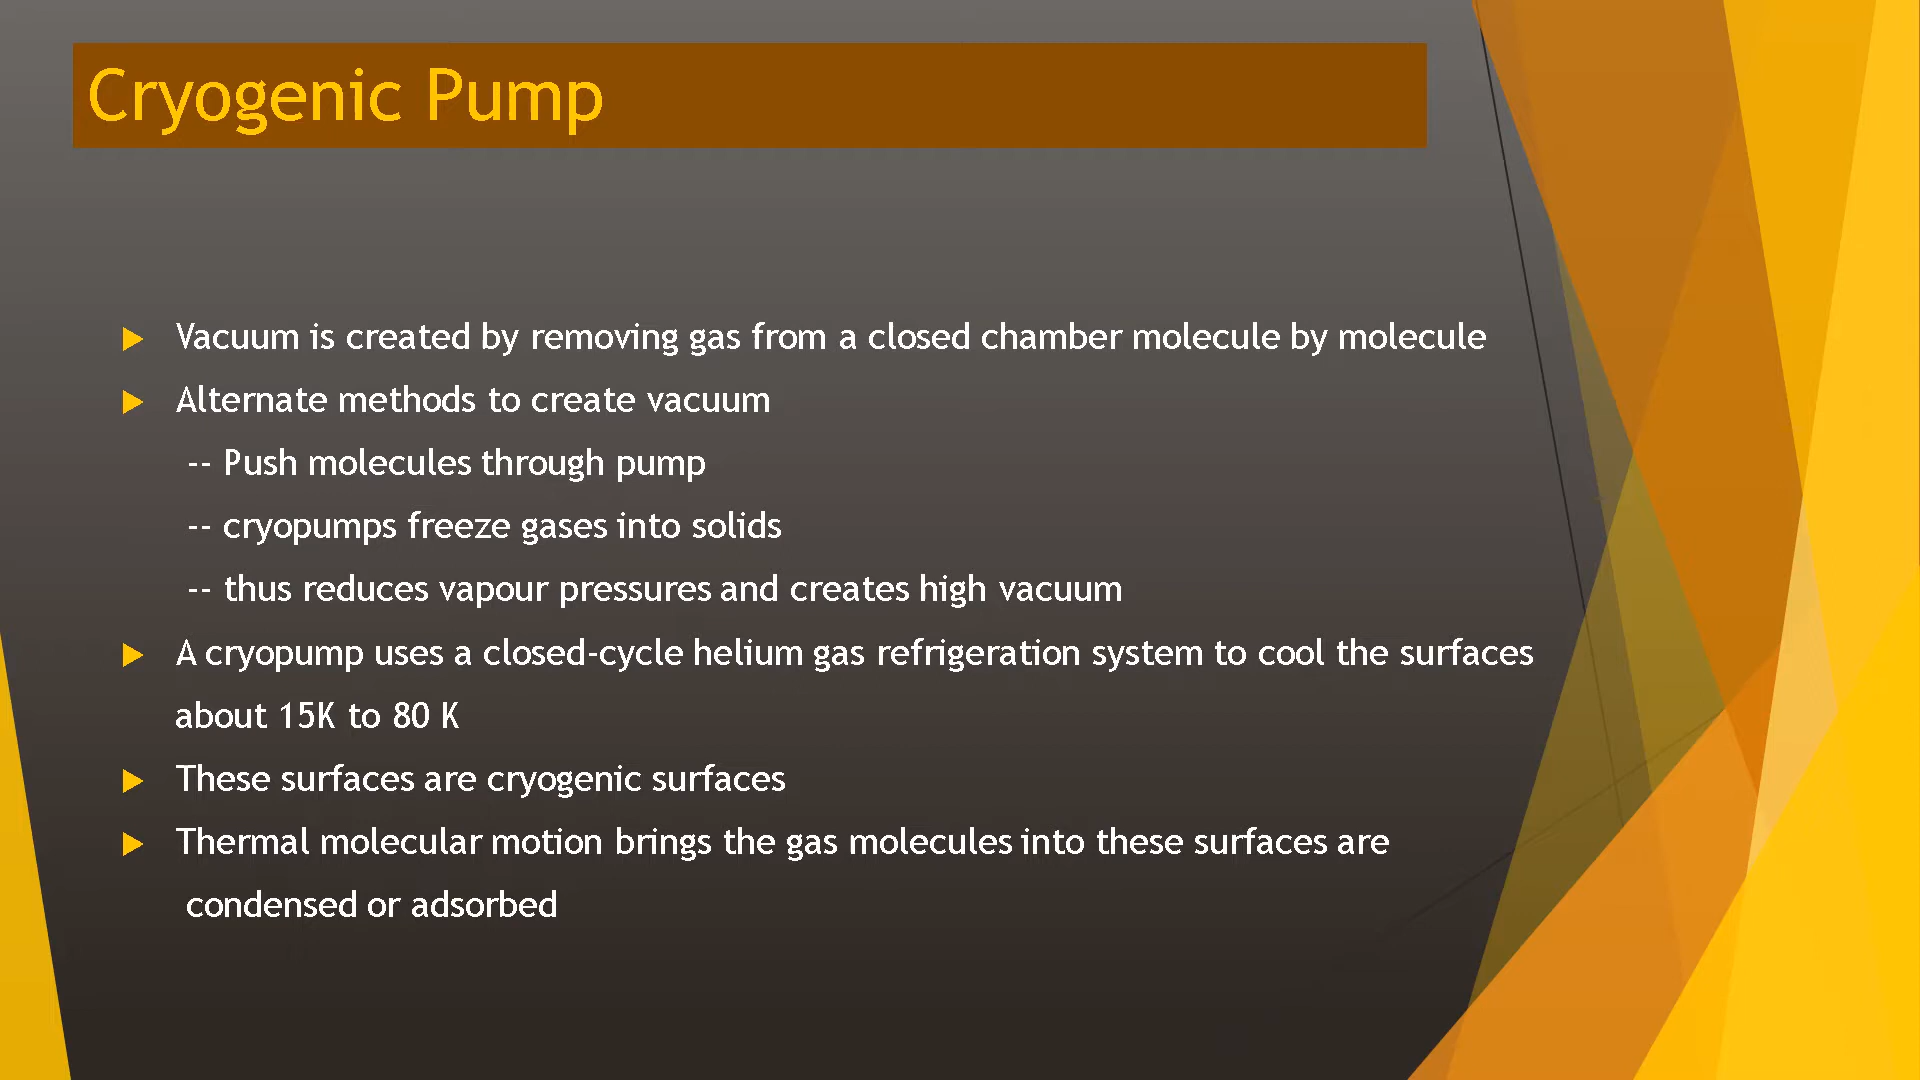 Cryogenic Pump
Vacuum is created by removing gas from a closed chamber molecule by molecule
Alternate methods to create vacuum
-- Push molecules through pump
-- cryopumps freeze gases into solids
-- thus reduces vapour pressures and creates high vacuum
A cryopump uses a closed-cycle helium gas refrigeration system to cool the surfaces
about 15K to 80 K
These surfaces are cryogenic surfaces
Thermal molecular motion brings the gas molecules into these surfaces are
condensed or adsorbed